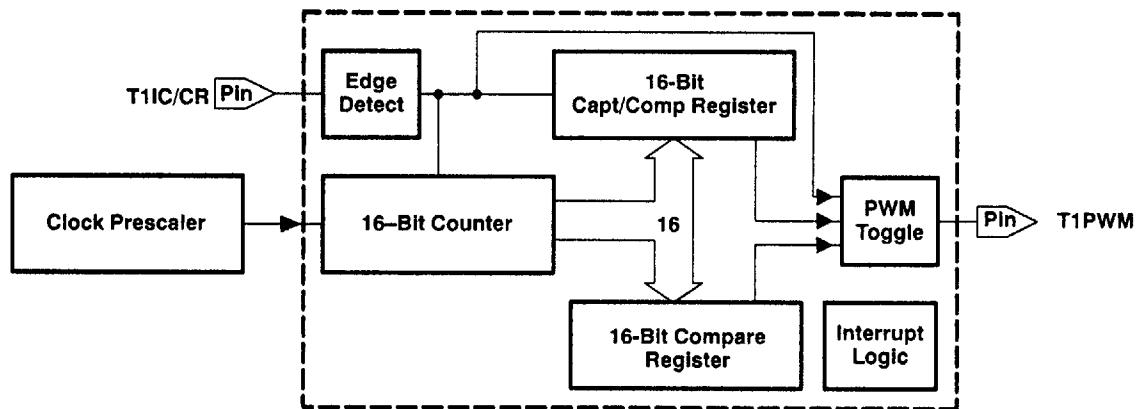 T1IC/CR
Pin
Edge
Detect
16-Bit
Capt/Comp Register
Clock Prescaler
16–Bit Counter
16
PWM
Toggle
Pin
T1PWM
16-Bit Compare
Register
Interrupt
Logic